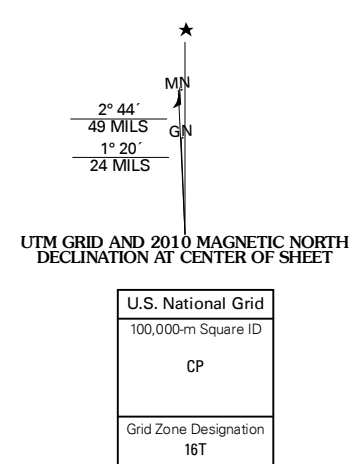 ★
MN
2° 44´
49 MILS
GN
1° 20´
24 MILS
UTM GRID AND 2010 MAGNETIC NORTH
DECLINATION AT CENTER OF SHEET
U.S. National Grid
100,000-m Square ID
CP
Grid Zone Designation
16T